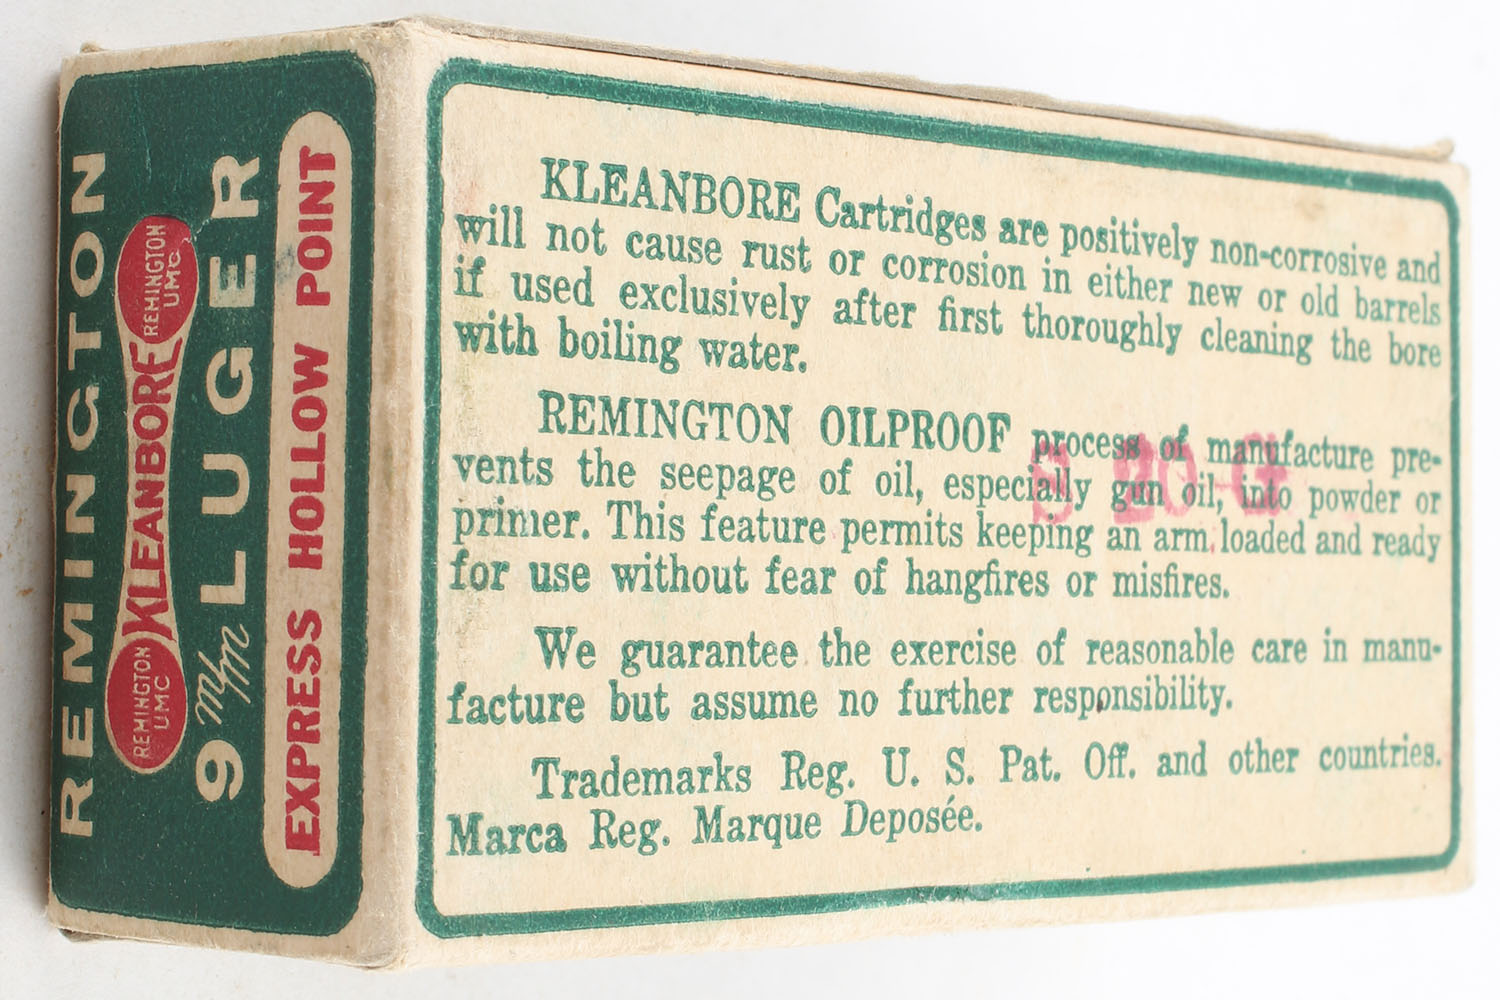 REMINGTON
REMINGTON
UMC
KLEANBORE
REMINGTON
UMC
9 mm LUGER
EXPRESS HOLLOW POINT
KLEANBORE Cartridges are positively non-corrosive and
will not cause rust or corrosion in either new or old barrels
if used exclusively after first thoroughly cleaning the bore
with boiling water.
REMINGTON OILPROOF process of manufacture pre-
vents the seepage of oil, especially gun oil, into powder or
primer. This feature permits keeping an arm loaded and ready
for use without fear of hangfires or misfires.
We guarantee the exercise of reasonable care in manu-
facture but assume no further responsibility.
Trademarks Reg. U. S. Pat. Off. and other countries.
Marca Reg. Marque Deposée.